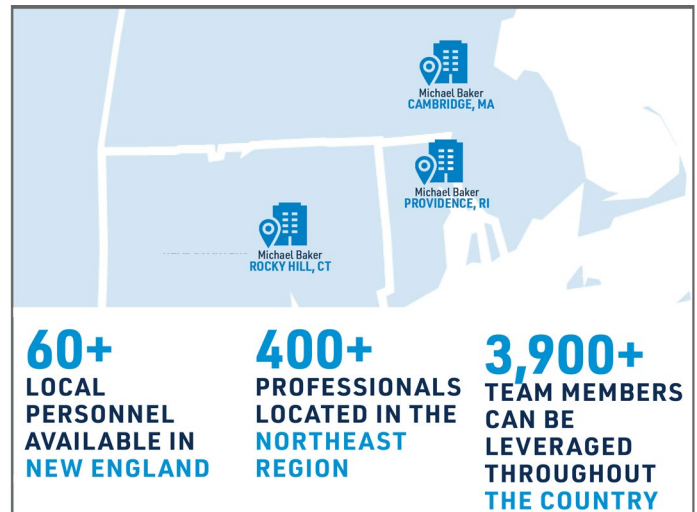 Michael Baker
CAMBRIDGE, MA
Michael Baker
PROVIDENCE, RI
Michael Baker
ROCKY HILL, CT
60+
LOCAL
PERSONNEL
AVAILABLE IN
NEW ENGLAND
400+
PROFESSIONALS
LOCATED IN THE
NORTHEAST
REGION
3,900+
TEAM MEMBERS
CAN BE
LEVERAGED
THROUGHOUT
THE COUNTRY